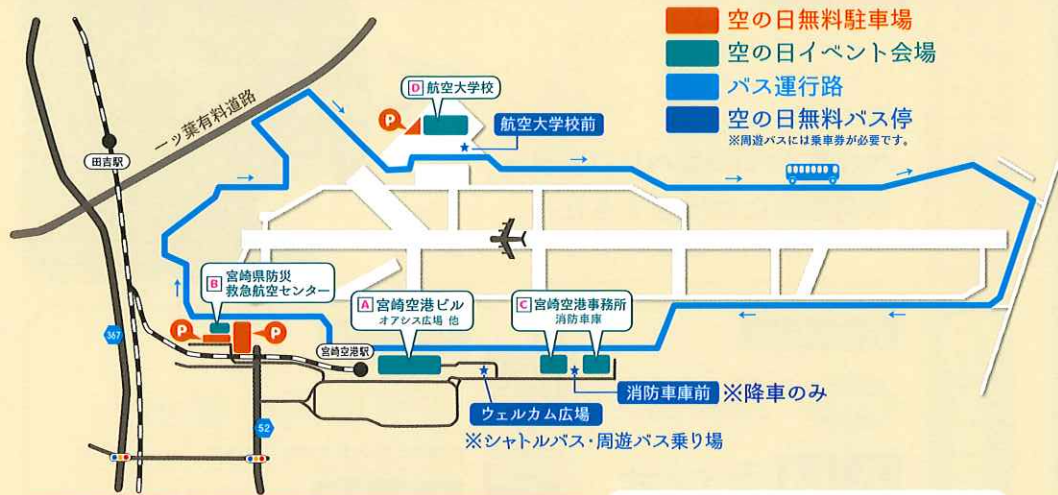 空の日無料駐車場
空の日イベント会場
バス運行路
空の日無料バス停
※周遊バスには乗車券が必要です。
D 航空大学校
P
航空大学校前
一ッ葉有料道路
田吉駅
B 宮崎県防災
救急航空センター
P
P
A 宮崎空港ビル
オアシス広場 他
C 宮崎空港事務所
消防車庫
367
宮崎空港駅
消防車庫前 ※降車のみ
ウェルカム広場
※シャトルバス・周遊バス乗り場
52